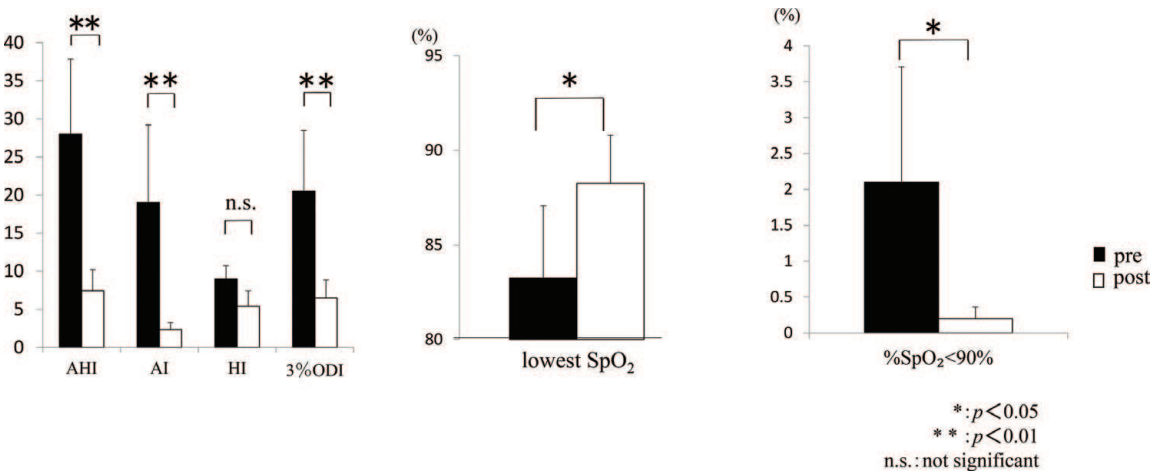 **
**
**
n.s.
40
35
30
25
20
15
10
5
0
AHI
AI
HI
3%ODI
(%)
*
95
90
85
80
lowest SpO₂
(%)
*
4
3.5
3
2.5
2
1.5
1
0.5
0
%SpO₂<90%
pre
post
*:p<0.05
**:p<0.01
n.s.:not significant